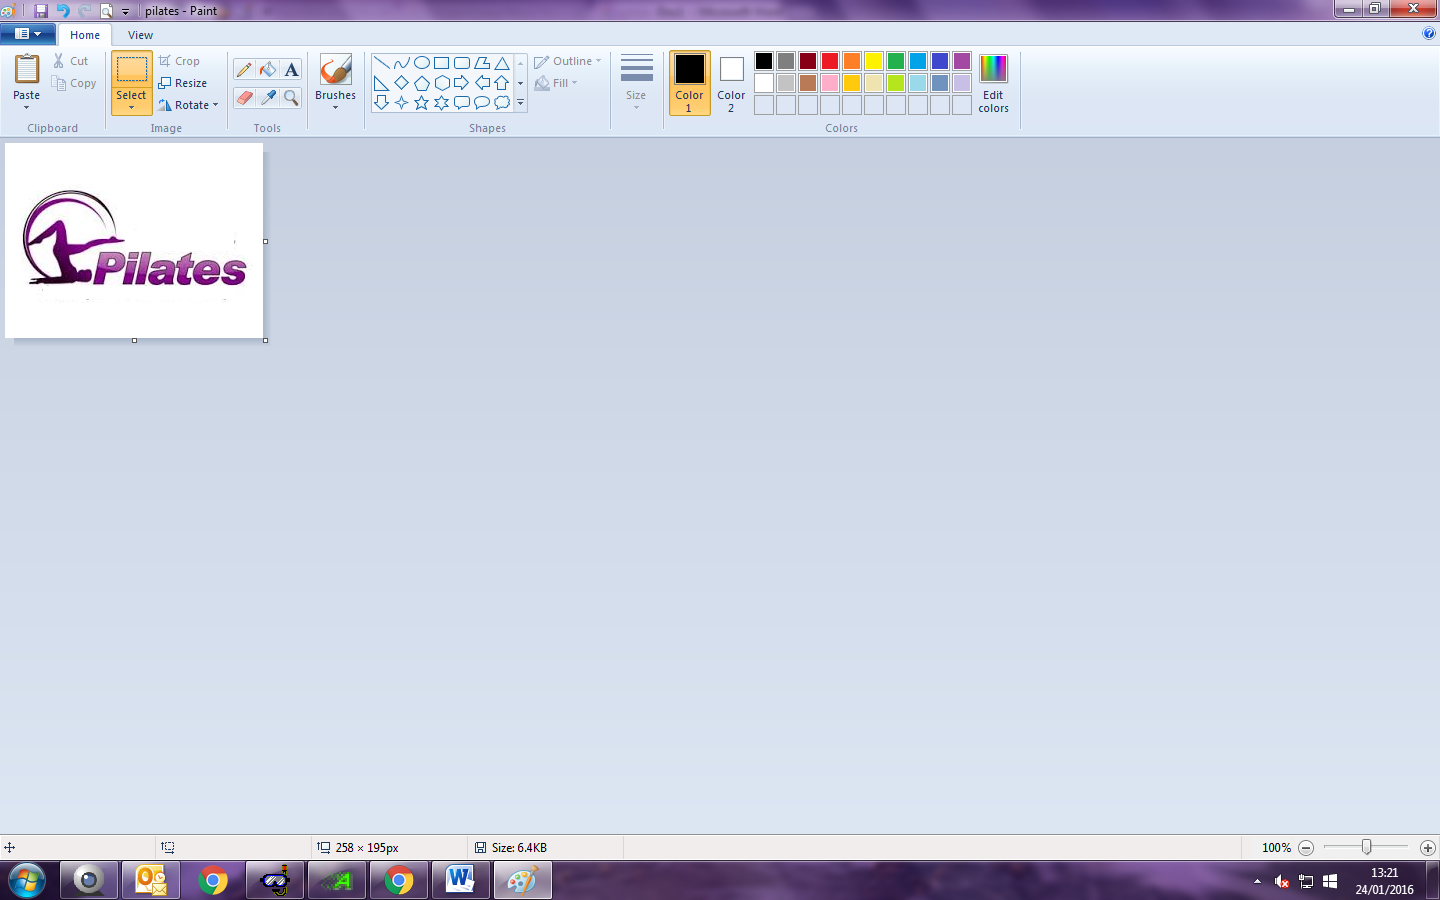 pilates - Paint
Home View
Paste
Cut
Copy
Clipboard
Select
Crop
Resize
Rotate
Image
A
Tools
Brushes
Outline
Fill
Shapes
Size
Color 1
Color 2
Edit colors
Colors
Pilates
258 × 195px
Size: 6.4KB
100%
13:21
24/01/2016